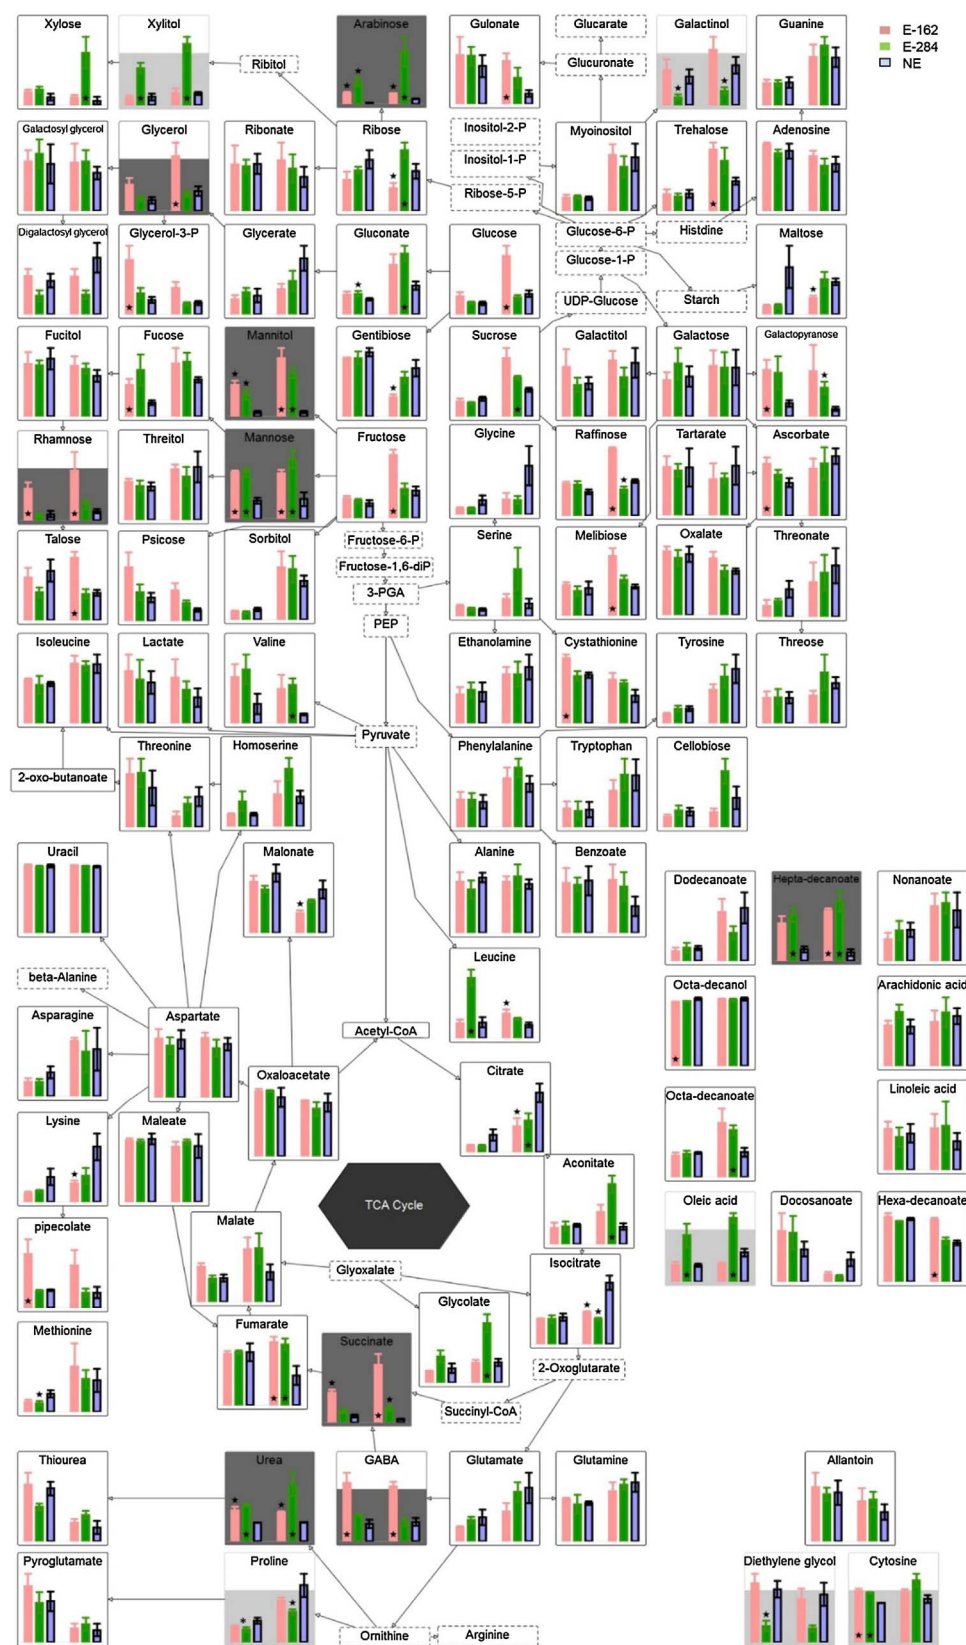 Xylose
Xylitol
Arabinose
Gulonate
Glucarate
Galactinol
Guanine
E-162
E-284
NE
Ribitol
Glucuronate
Galactosyl glycerol
Glycerol
Ribonate
Ribose
Inositol-2-P
Inositol-1-P
Ribose-5-P
Myoinositol
Trehalose
Adenosine
Digalactosyl glycerol
Glycerol-3-P
Glycerate
Gluconate
Glucose
Glucose-6-P
Histdine
Maltose
Glucose-1-P
UDP-Glucose
Starch
Fucitol
Fucose
Mannitol
Gentibiose
Sucrose
Galactitol
Galactose
Galactopyranose
Rhamnose
Threitol
Mannose
Fructose
Glycine
Raffinose
Tartarate
Ascorbate
Talose
Psicose
Sorbitol
Fructose-6-P
Fructose-1,6-diP
3-PGA
PEP
Serine
Melibiose
Oxalate
Threonate
Isoleucine
Lactate
Valine
Ethanolamine
Cystathionine
Tyrosine
Threose
Pyruvate
2-oxo-butanoate
Threonine
Homoserine
Phenylalanine
Tryptophan
Cellobiose
Uracil
Malonate
Alanine
Benzoate
Dodecanoate
Hepta-decanoate
Nonanoate
Leucine
beta-Alanine
Octa-decanol
Arachidonic acid
Asparagine
Aspartate
Acetyl-CoA
Oxaloacetate
Citrate
Octa-decanoate
Linoleic acid
Lysine
Maleate
Aconitate
TCA Cycle
Oleic acid
Docosanoate
Hexa-decanoate
pipecolate
Malate
Glyoxalate
Isocitrate
Glycolate
Methionine
Fumarate
Succinate
2-Oxoglutarate
Succinyl-CoA
Thiourea
Urea
GABA
Glutamate
Glutamine
Allantoin
Pyroglutamate
Proline
Diethylene glycol
Cytosine
Ornithine
Arginine